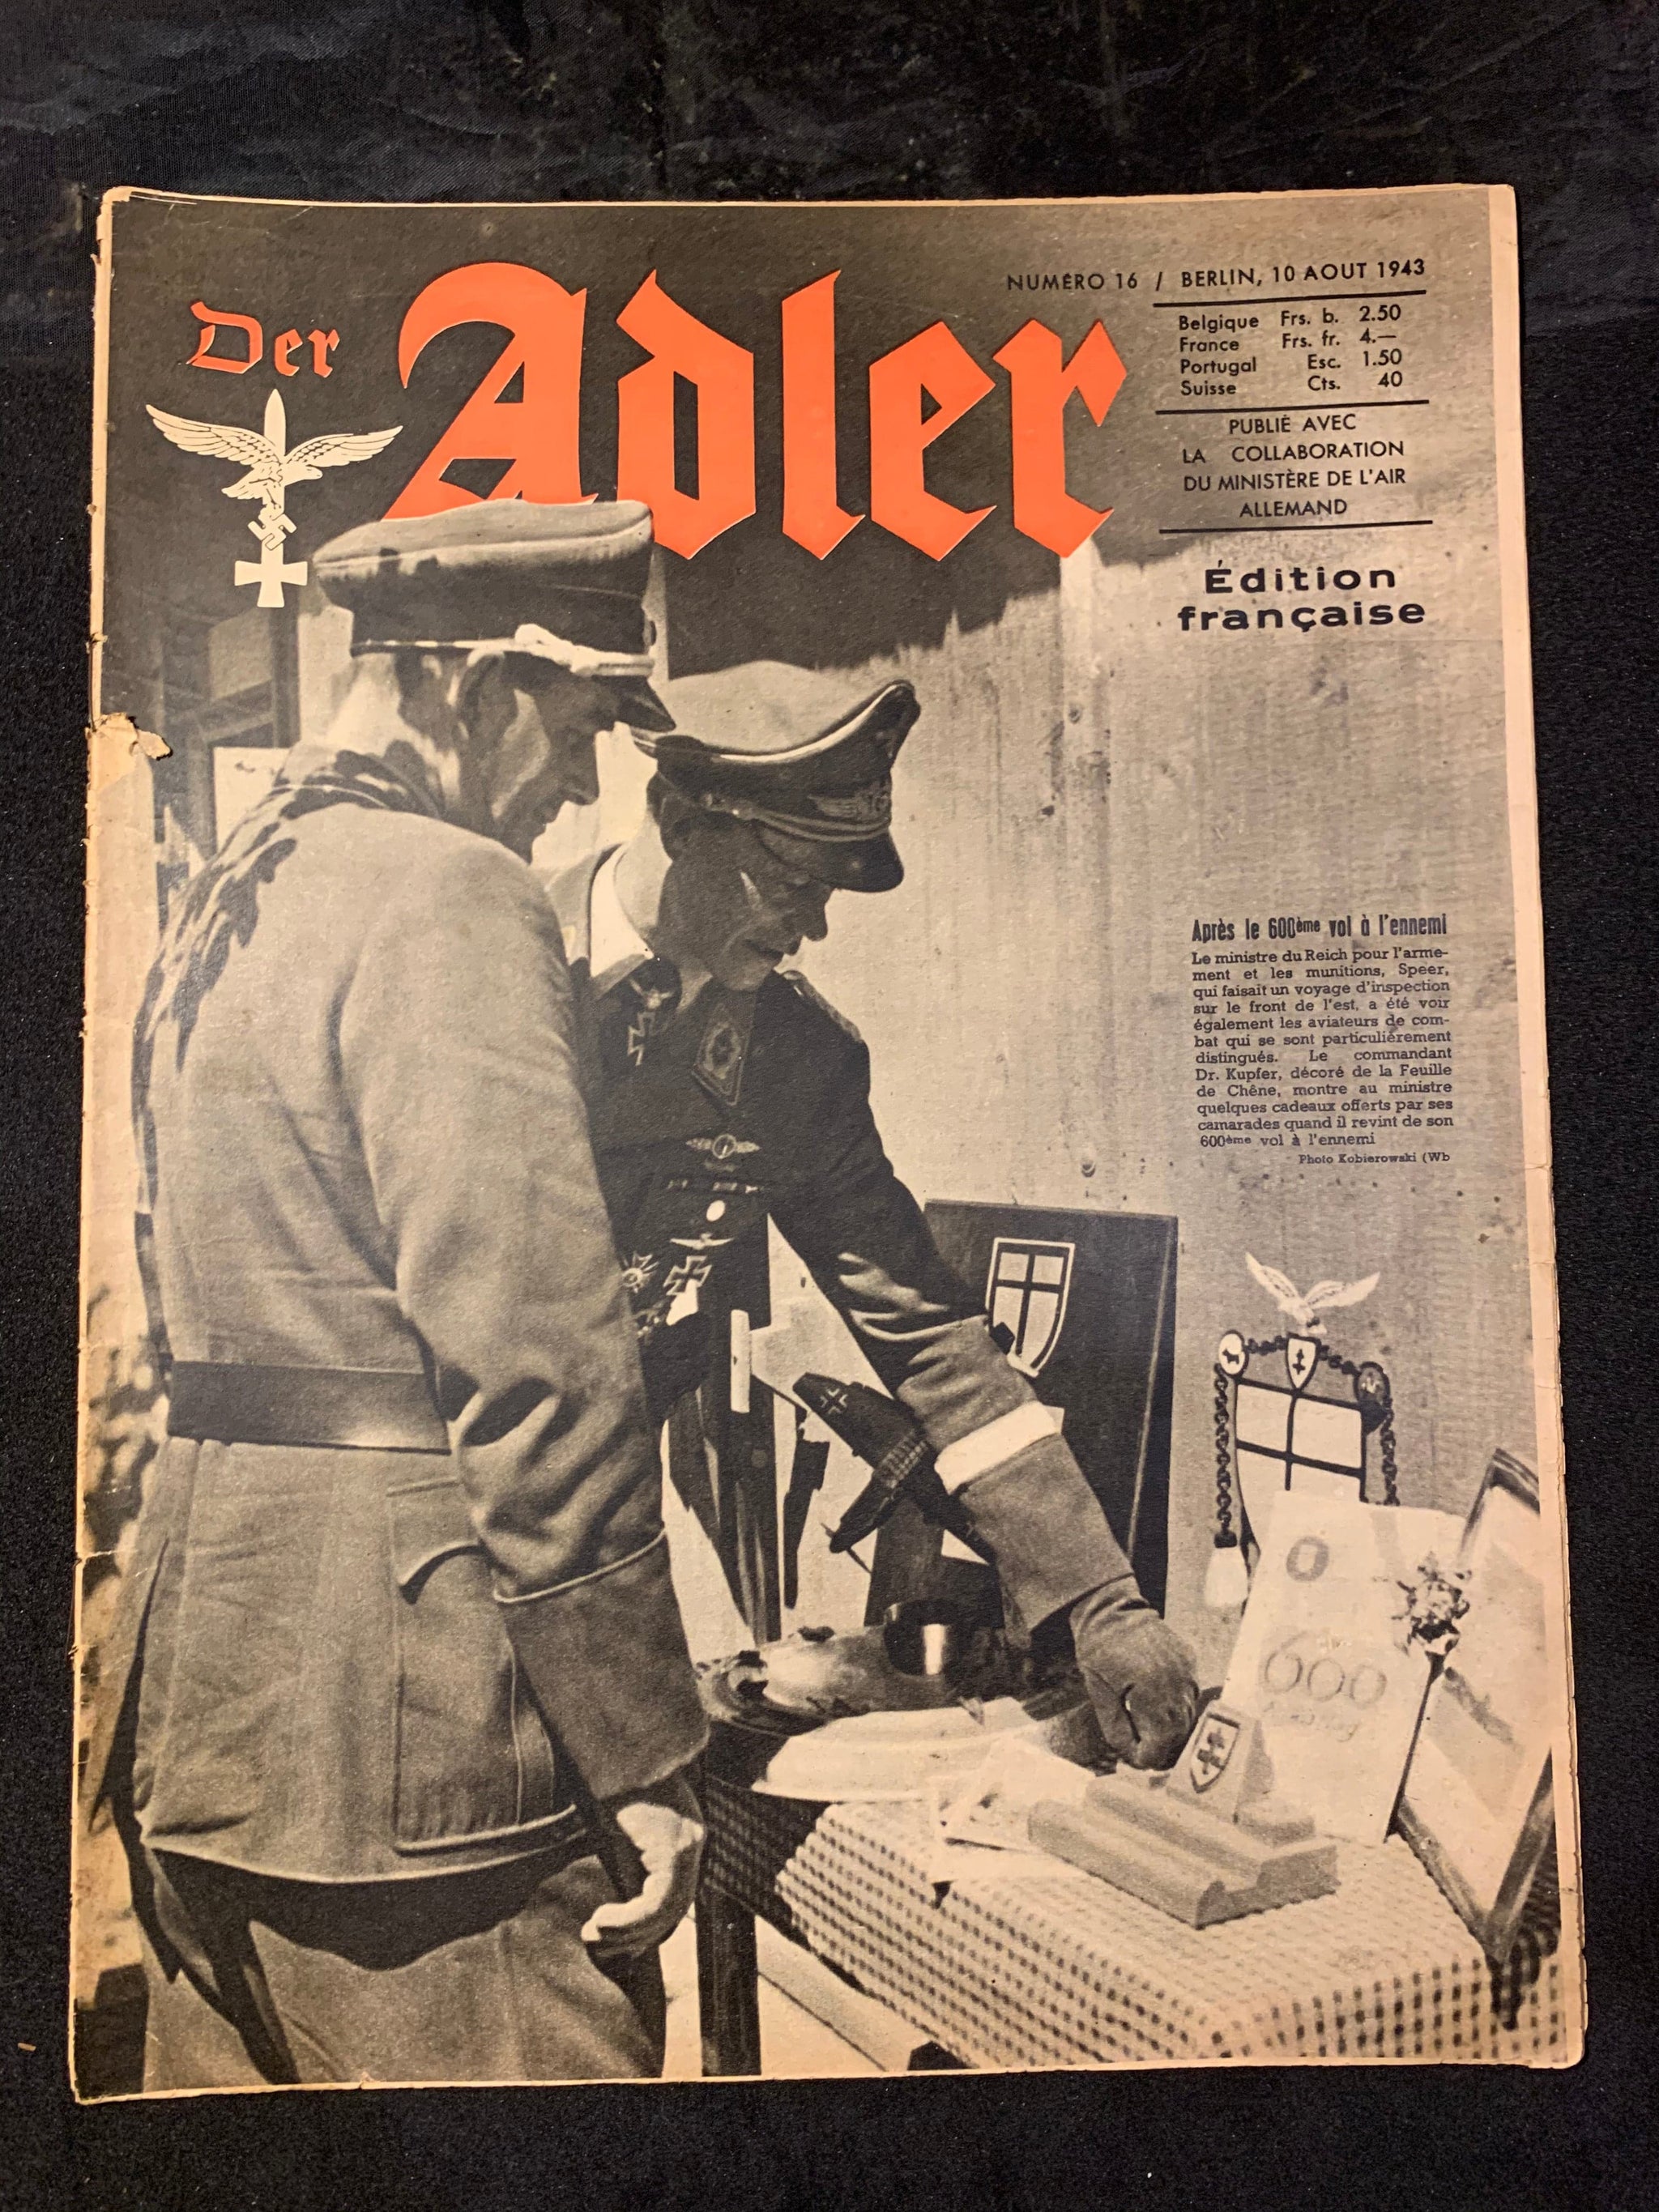 Der Adler
NUMÉRO 16 / BERLIN, 10 AOUT 1943
Belgique Frs. b. 2.50
France Frs. fr. 4.—
Portugal Esc. 1.50
Suisse Cts. 40
PUBLIÉ AVEC
LA COLLABORATION
DU MINISTÈRE DE L'AIR
ALLEMAND
Édition
française
Après le 600ème vol à l'ennemi
Le ministre du Reich pour l'arme-
ment et les munitions, Speer,
qui faisait un voyage d'inspection
sur le front de l'est, a été voir
également les aviateurs de com-
bat qui se sont particulièrement
distingués. Le commandant
Dr. Kupfer, décoré de la Feuille
de Chêne, montre au ministre
quelques cadeaux offerts par ses
camarades quand il revint de son
600ème vol à l'ennemi
Photo Kobierowski (Wb
600